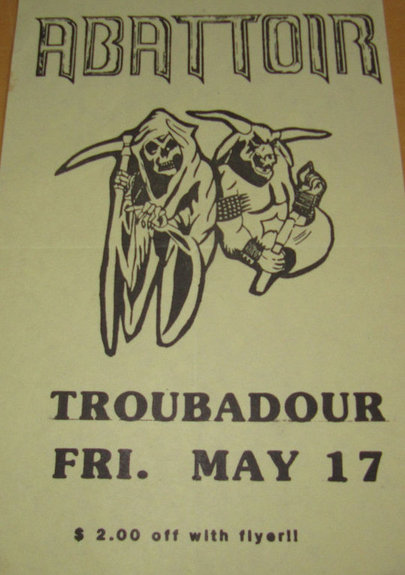 ABATTOIR
TROUBADOUR
FRI. MAY 17
$ 2.00 off with flyer!!